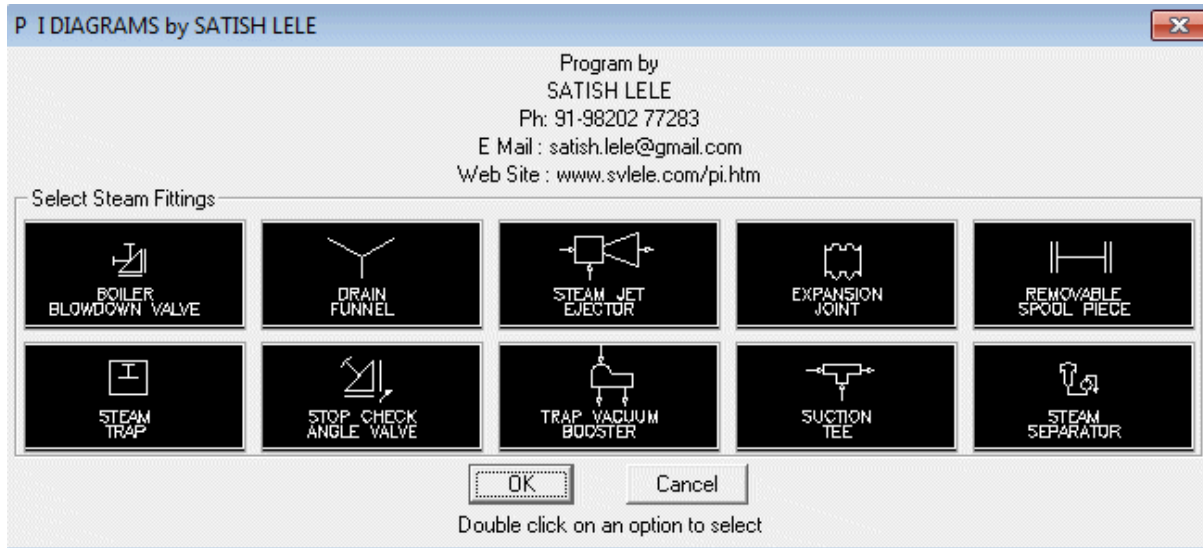 P I DIAGRAMS by SATISH LELE
Program by
SATISH LELE
Ph: 91-98202 77283
E Mail : satish.lele@gmail.com
Web Site : www.svlele.com/pi.htm
Select Steam Fittings
BOILER
BLOWDOWN VALVE
DRAIN
FUNNEL
STEAM JET
EJECTOR
EXPANSION
JOINT
REMOVABLE
SPOOL PIECE
STEAM
TRAP
STOP CHECK
ANGLE VALVE
TRAP VACUUM
BOOSTER
SUCTION
TEE
STEAM
SEPARATOR
OK
Cancel
Double click on an option to select